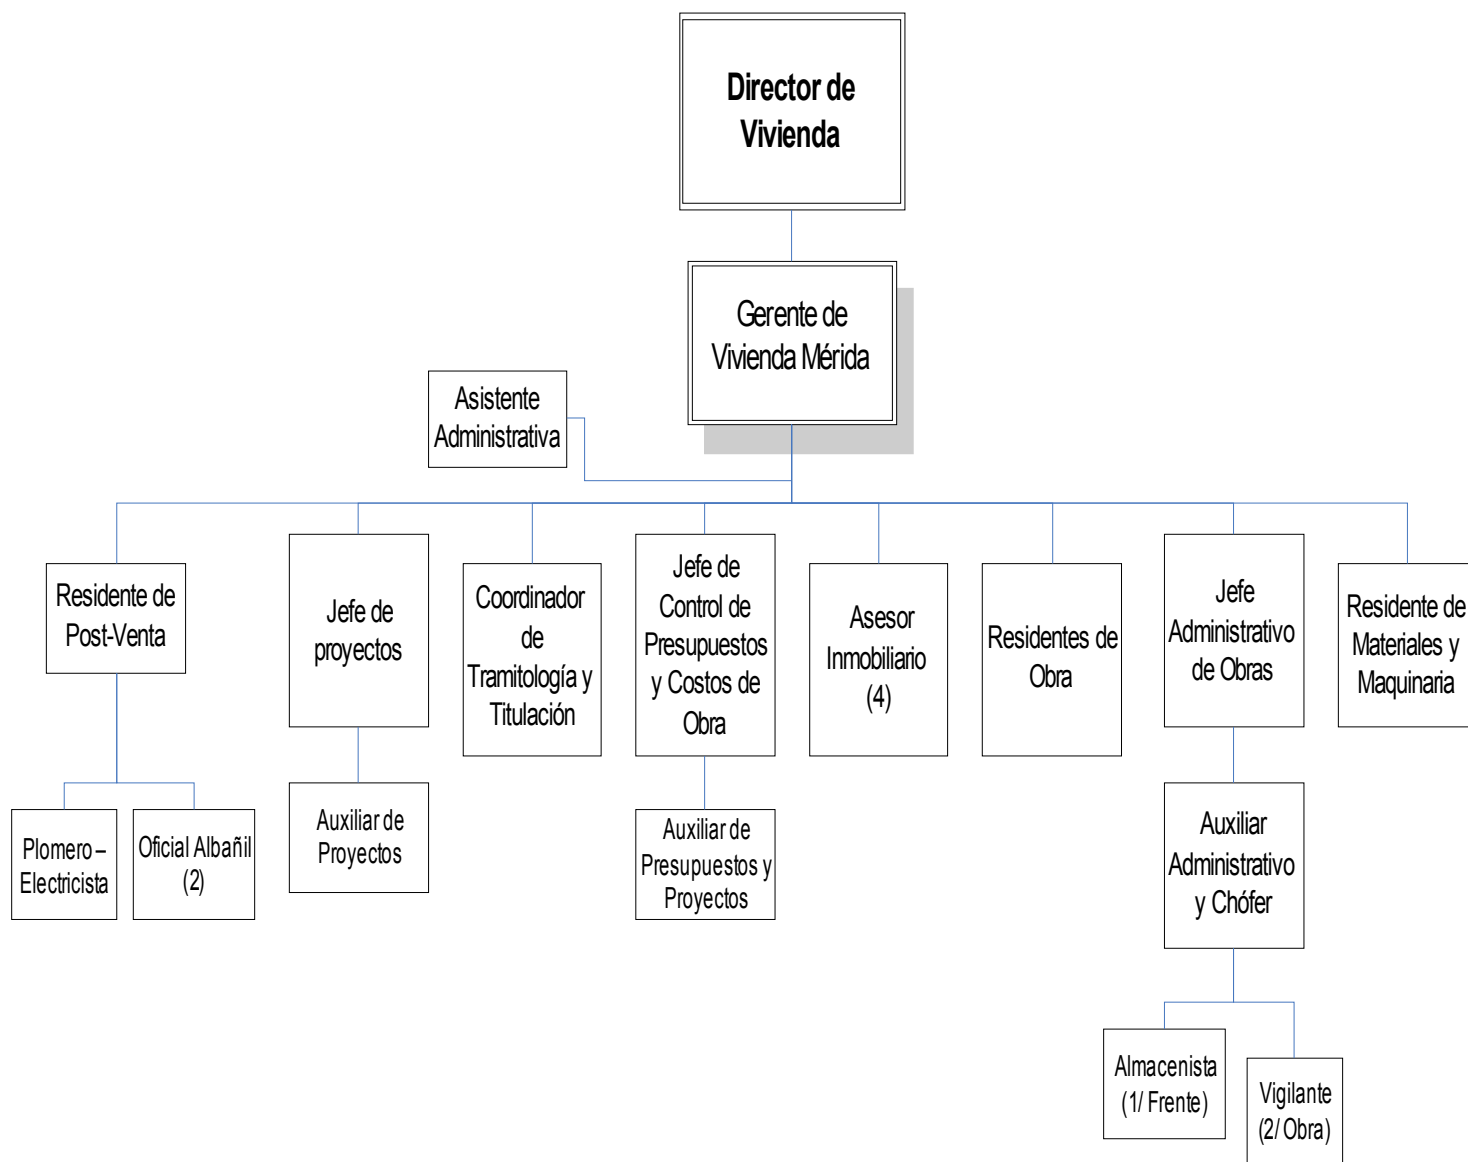 Director de
Vivienda
Gerente de
Vivienda Mérida
Asistente
Administrativa
Residente de
Post-Venta
Jefe de
proyectos
Coordinador
de
Tramitología y
Titulación
Jefe de
Control de
Presupuestos
y Costos de
Obra
Asesor
Inmobiliario
(4)
Residentes de
Obra
Jefe
Administrativo
de Obras
Residente de
Materiales y
Maquinaria
Plomero –
Electricista
Oficial Albañil
(2)
Auxiliar de
Proyectos
Auxiliar de
Presupuestos y
Proyectos
Auxiliar
Administrativo
y Chófer
Almacenista
(1/ Frente)
Vigilante
(2/ Obra)